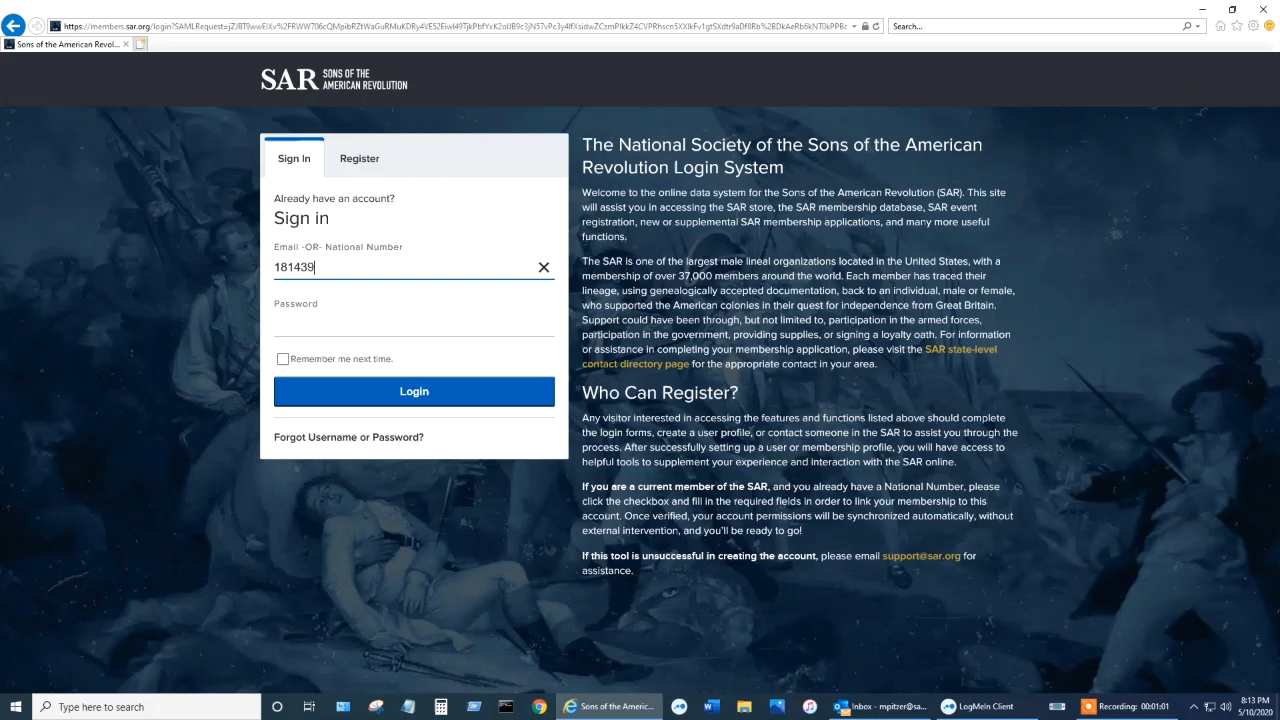 Search...
Sons of the American Revol...
SAR SONS OF THE AMERICAN REVOLUTION
Sign In
Register
Already have an account?
Sign in
Email -OR- National Number
181439
Password
Remember me next time.
Login
Forgot Username or Password?
The National Society of the Sons of the American
Revolution Login System
Welcome to the online data system for the Sons of the American Revolution (SAR). This site
will assist you in accessing the SAR store, the SAR membership database, SAR event
registration, new or supplemental SAR membership applications, and many more useful
functions.
The SAR is one of the largest male lineal organizations located in the United States, with a
membership of over 37,000 members around the world. Each member has traced their
lineage, using genealogically accepted documentation, back to an individual, male or female,
who supported the American colonies in their quest for independence from Great Britain.
Support could have been through, but not limited to, participation in the armed forces,
participation in the government, providing supplies, or signing a loyalty oath. For information
or assistance in completing your membership application, please visit the SAR state-level
contact directory page for the appropriate contact in your area.
Who Can Register?
Any visitor interested in accessing the features and functions listed above should complete
the login forms, create a user profile, or contact someone in the SAR to assist you through the
process. After successfully setting up a user or membership profile, you will have access to
helpful tools to supplement your experience and interaction with the SAR online.
If you are a current member of the SAR, and you already have a National Number, please
click the checkbox and fill in the required fields in order to link your membership to this
account. Once verified, your account permissions will be synchronized automatically, without
external intervention, and you'll be ready to go!
If this tool is unsuccessful in creating the account, please email support@sar.org for
assistance.
Type here to search
Sons of the Americ...
Inbox - mpitzer@sa...
LogMeIn Client
Recording: 00:01:01
8:13 PM
5/10/2020